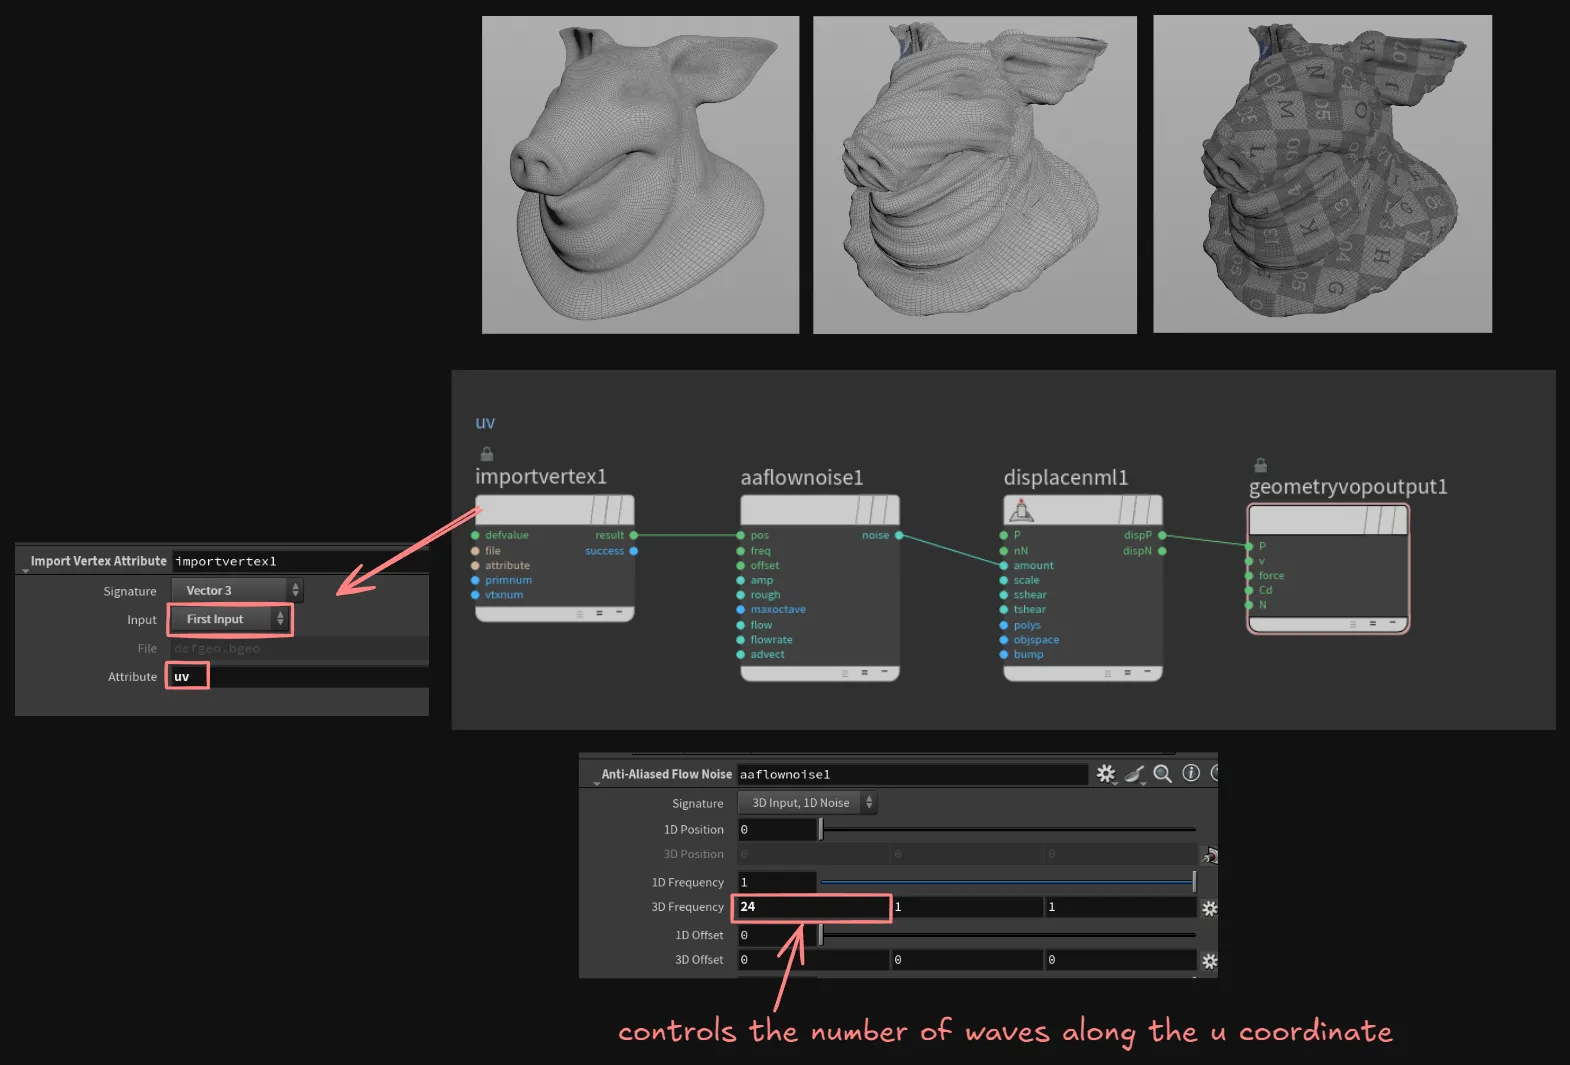 uv
importvertex1
defvalue result
file success
attribute
primnum
vtxnum
aaflownoise1
pos noise
freq
offset
amp
rough
maxoctave
flow
flowrate
advect
displacenml1
P dispP
nN dispN
amount
scale
sshear
tshear
polys
objspace
bump
geometryvopoutput1
P
v
force
Cd
N
Import Vertex Attribute importvertex1
Signature Vector 3
Input First Input
File defgeo.bgeo
Attribute uv
Anti-Aliased Flow Noise aaflownoise1
Signature 3D Input, 1D Noise
1D Position 0
3D Position 0 0 0
1D Frequency 1
3D Frequency 24 1 1
1D Offset 0
3D Offset 0 0 0
controls the number of waves along the u coordinate